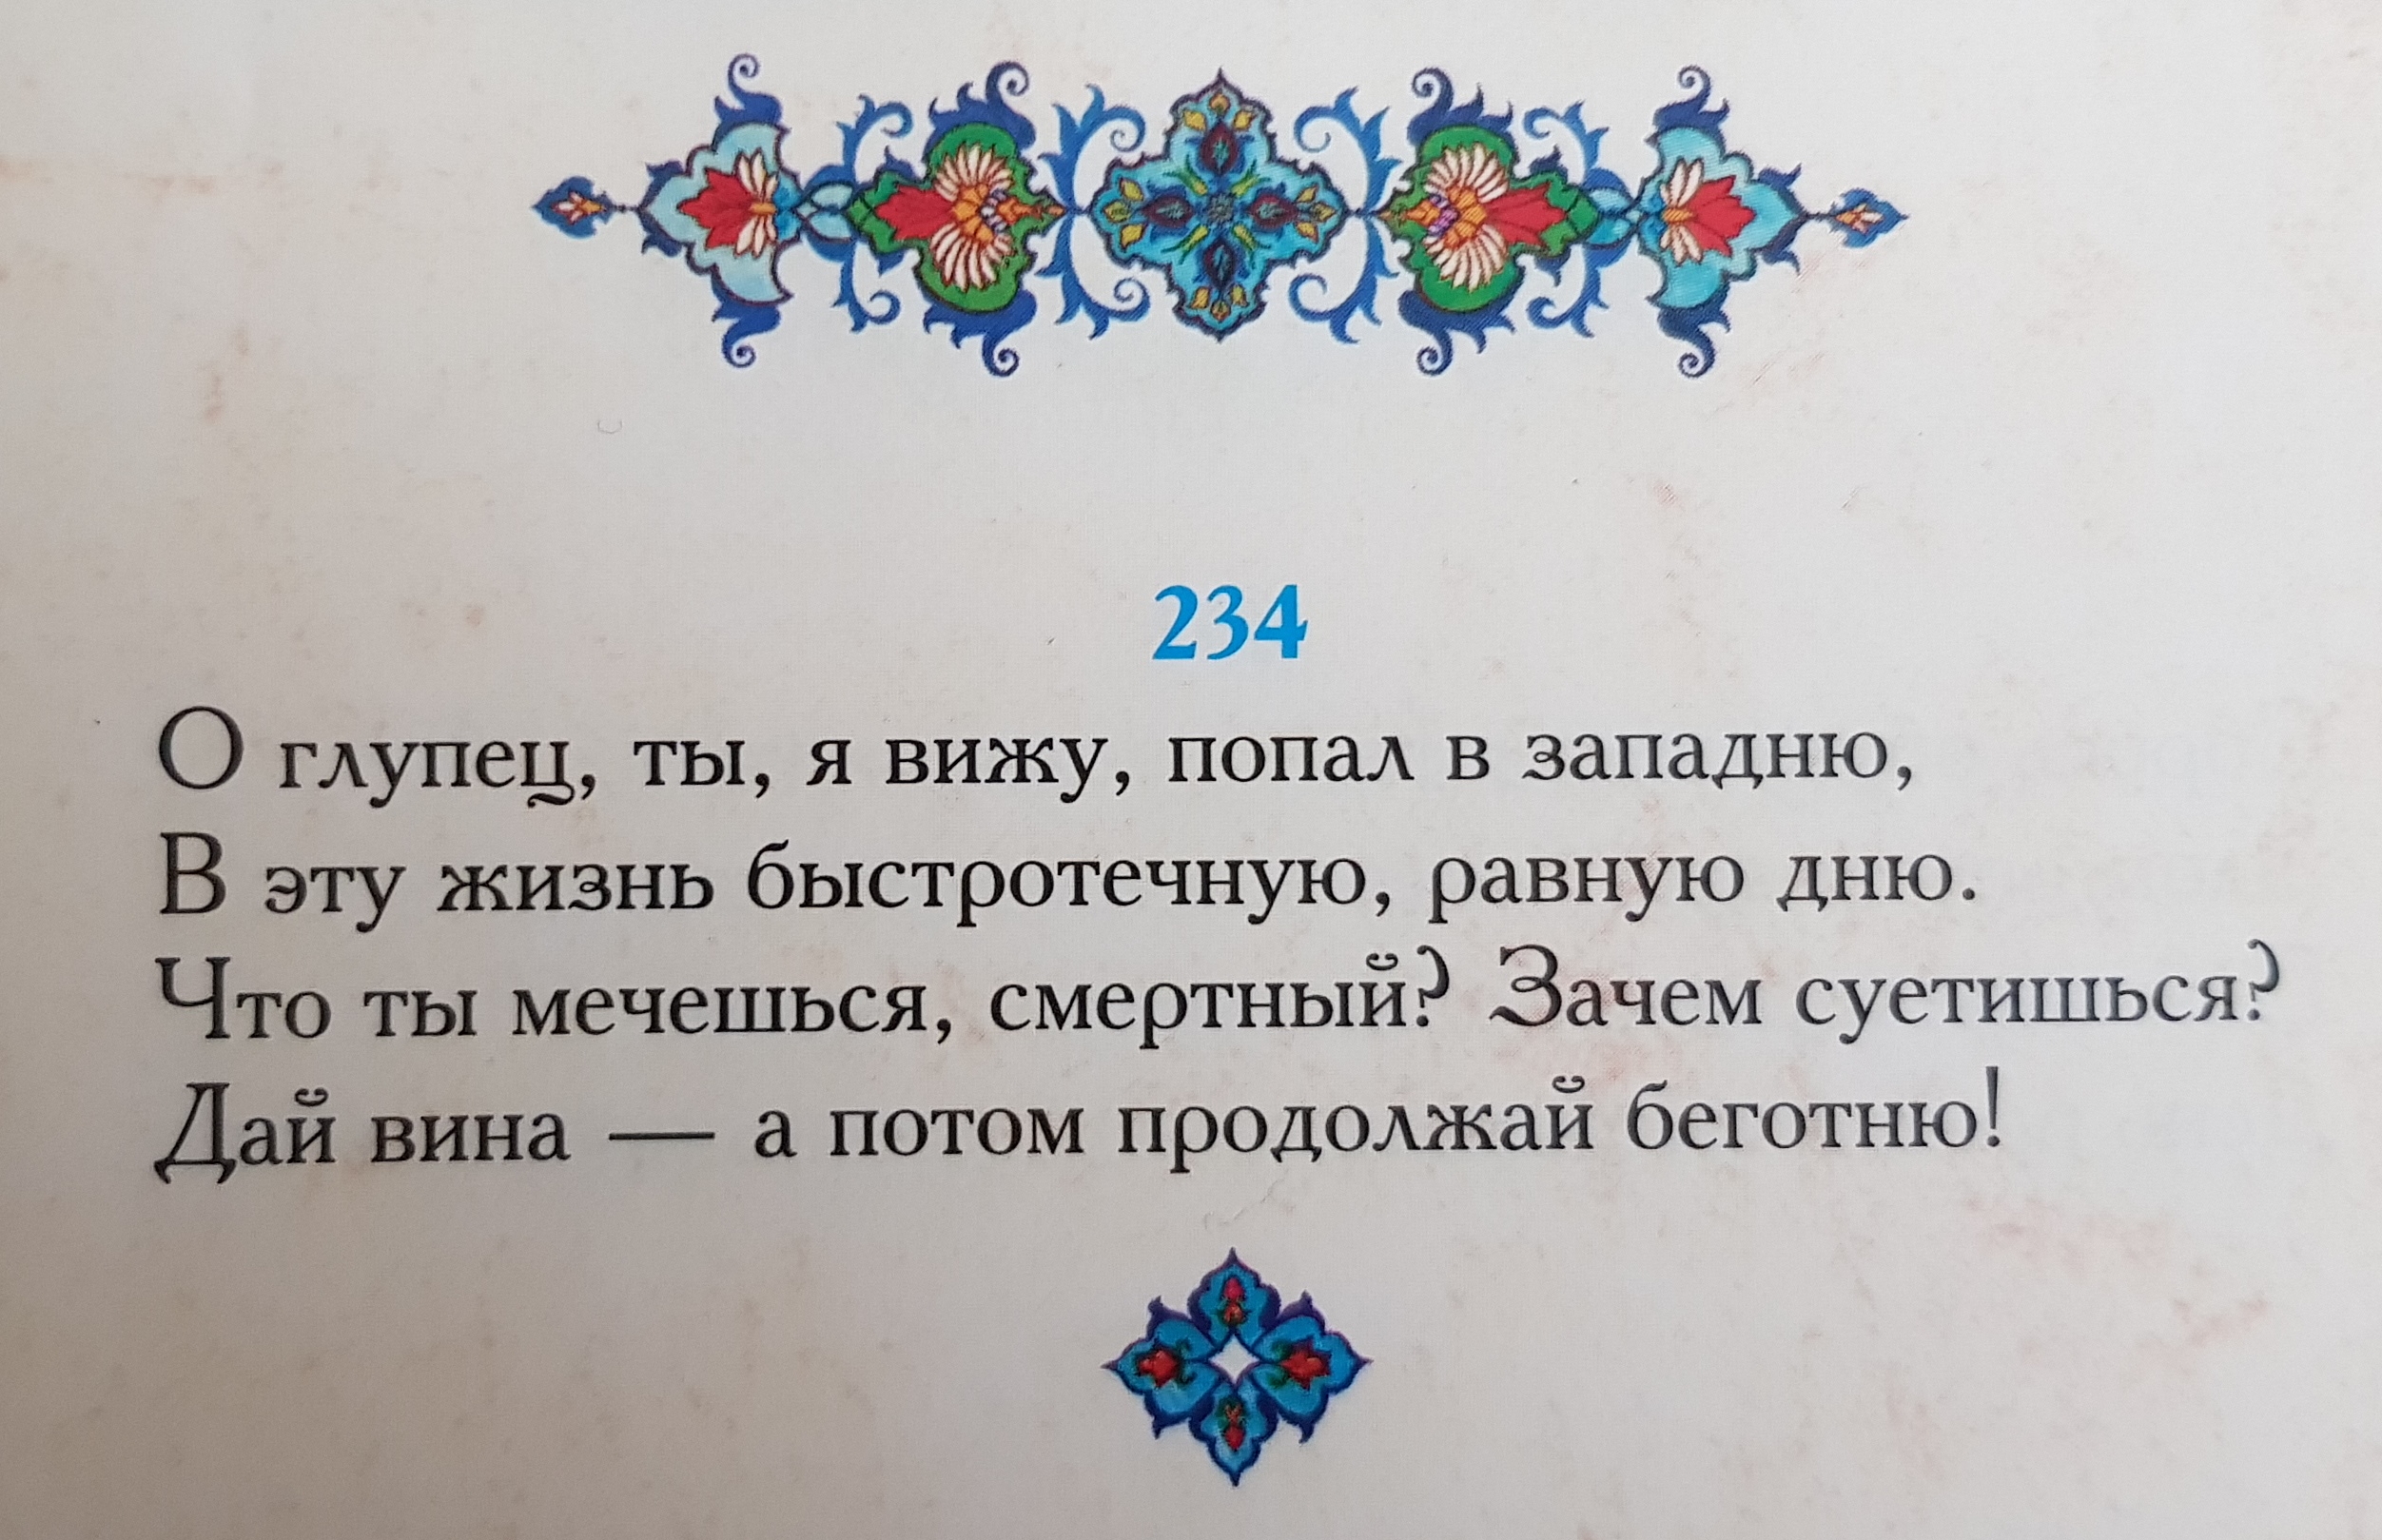 234
О глупец, ты, я вижу, попал в западню,
В эту жизнь быстротечную, равную дню.
Что ты мечешься, смертный? Зачем суетишься?
Дай вина — а потом продолжай беготню!